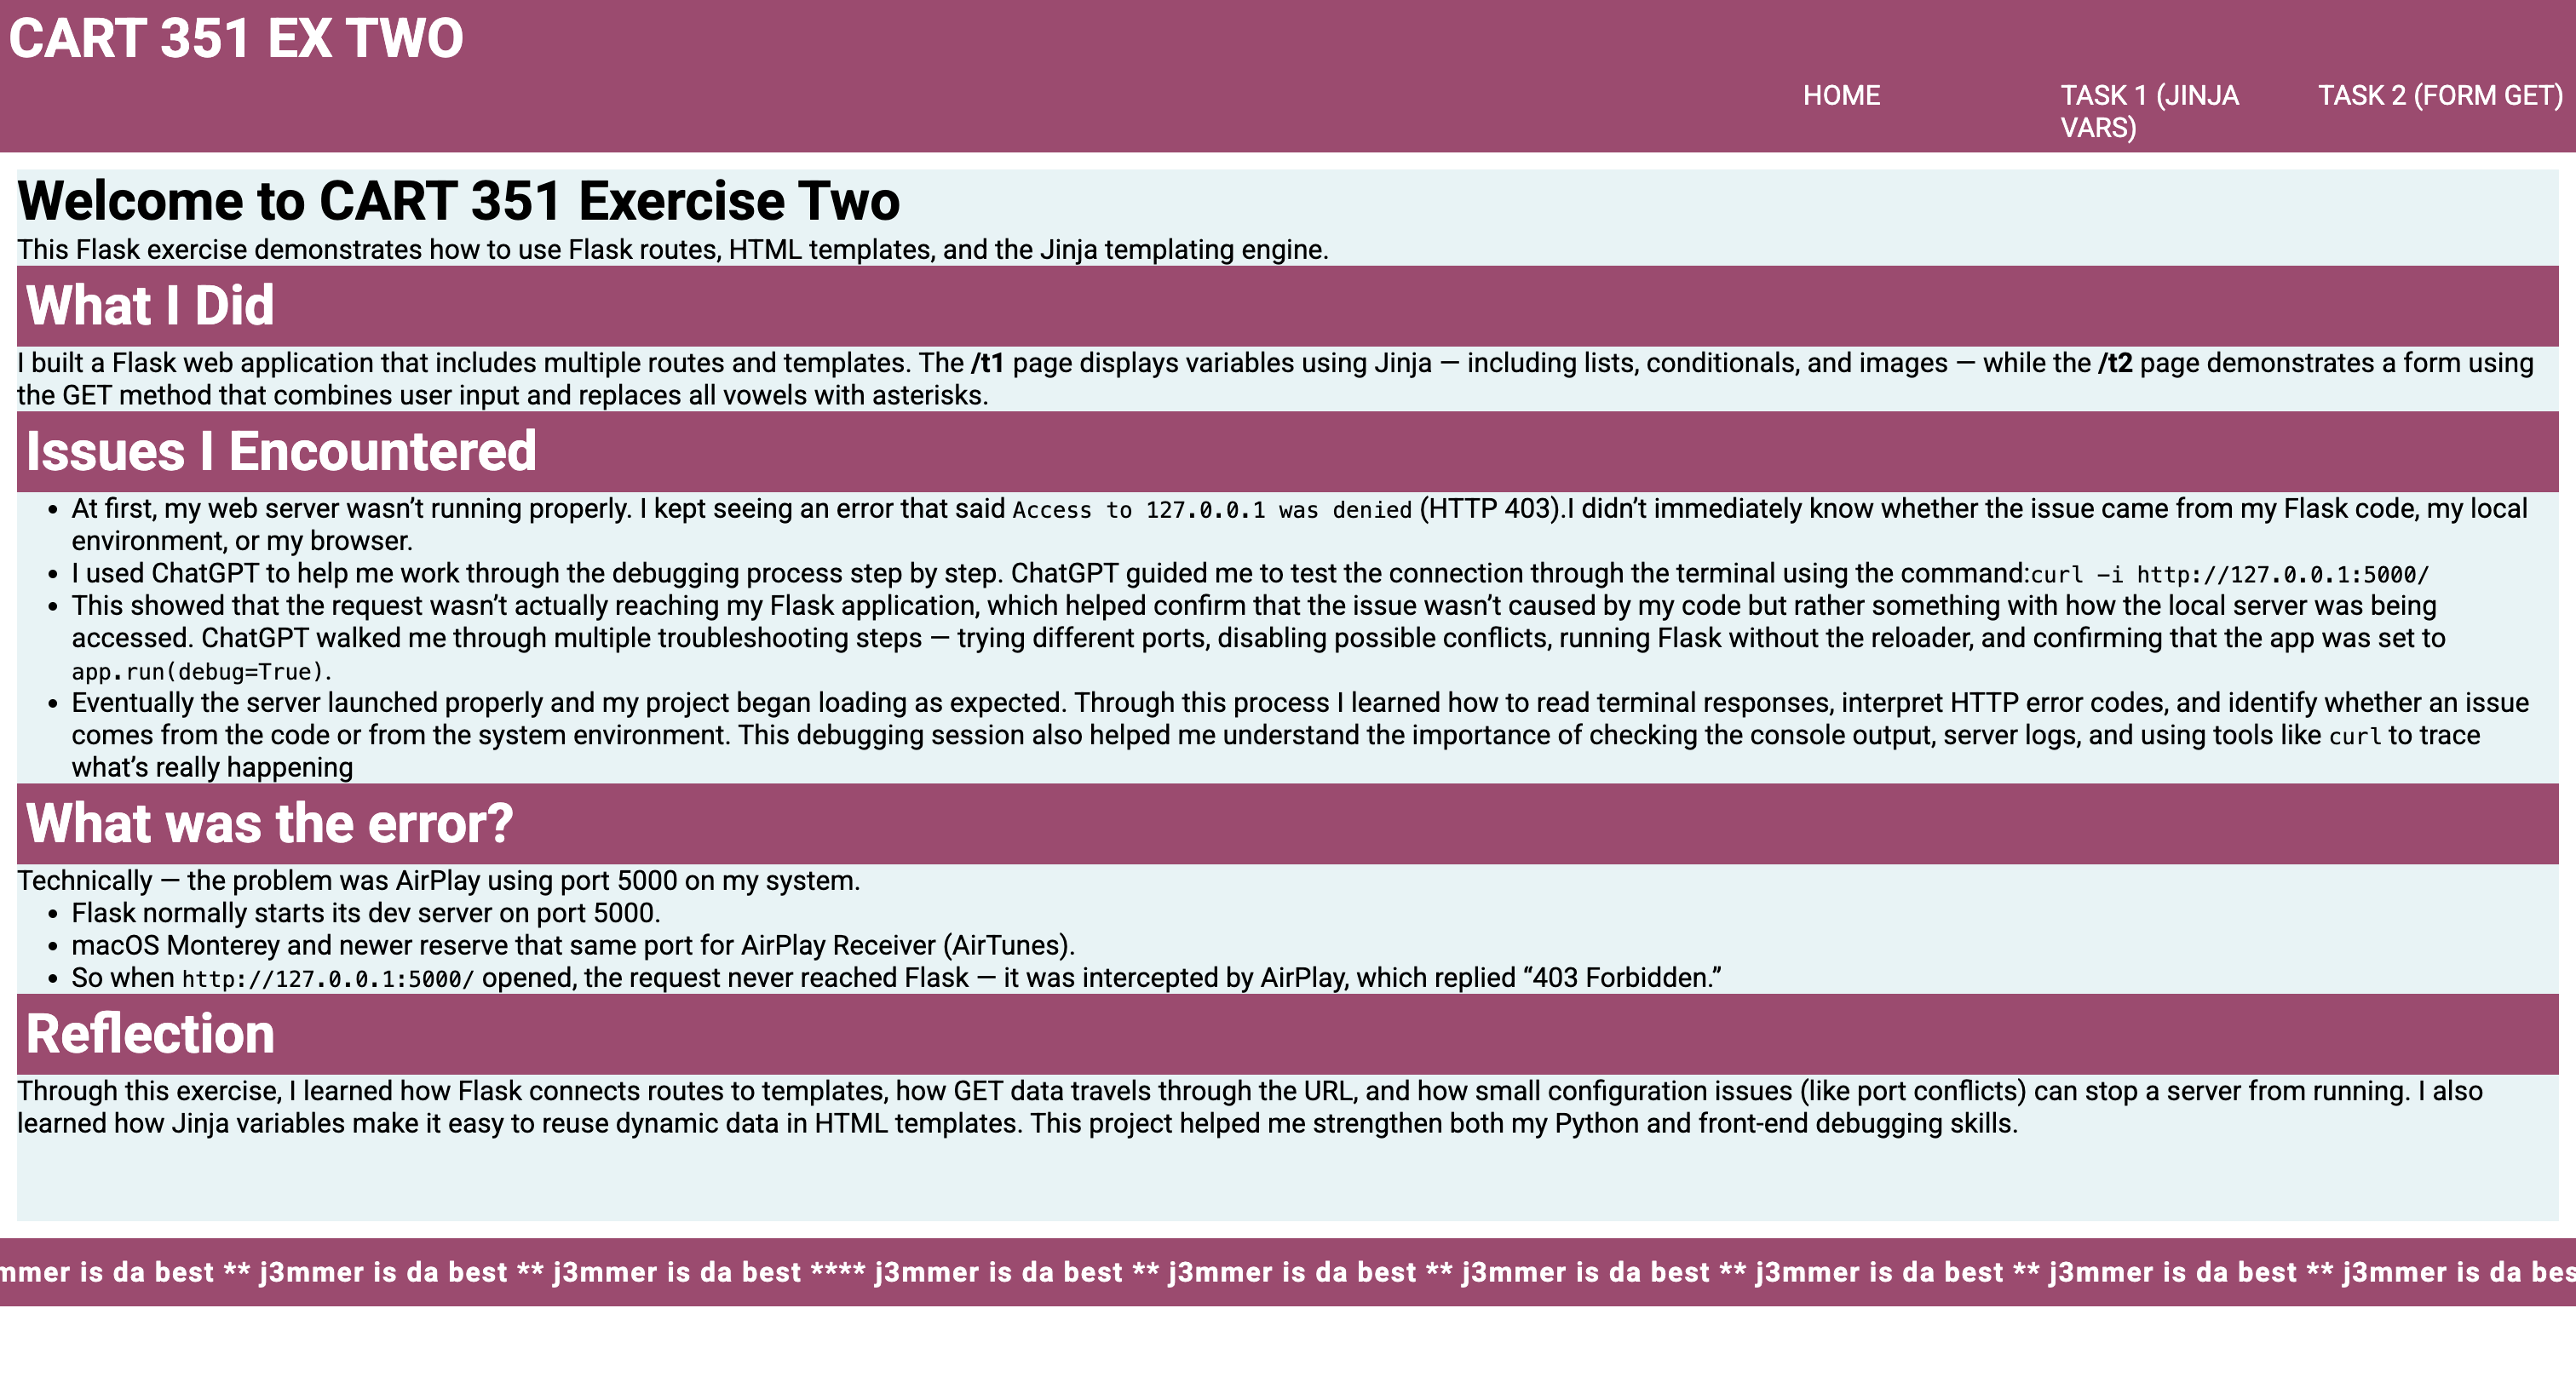 CART 351 EX TWO
HOME
TASK 1 (JINJA
VARS)
TASK 2 (FORM GET)
Welcome to CART 351 Exercise Two
This Flask exercise demonstrates how to use Flask routes, HTML templates, and the Jinja templating engine.
What I Did
I built a Flask web application that includes multiple routes and templates. The /t1 page displays variables using Jinja — including lists, conditionals, and images — while the /t2 page demonstrates a form using
the GET method that combines user input and replaces all vowels with asterisks.
Issues I Encountered
• At first, my web server wasn’t running properly. I kept seeing an error that said Access to 127.0.0.1 was denied (HTTP 403).I didn’t immediately know whether the issue came from my Flask code, my local
environment, or my browser.
• I used ChatGPT to help me work through the debugging process step by step. ChatGPT guided me to test the connection through the terminal using the command:curl -i http://127.0.0.1:5000/
• This showed that the request wasn’t actually reaching my Flask application, which helped confirm that the issue wasn’t caused by my code but rather something with how the local server was being
accessed. ChatGPT walked me through multiple troubleshooting steps — trying different ports, disabling possible conflicts, running Flask without the reloader, and confirming that the app was set to
app.run(debug=True).
• Eventually the server launched properly and my project began loading as expected. Through this process I learned how to read terminal responses, interpret HTTP error codes, and identify whether an issue
comes from the code or from the system environment. This debugging session also helped me understand the importance of checking the console output, server logs, and using tools like curl to trace
what’s really happening
What was the error?
Technically — the problem was AirPlay using port 5000 on my system.
• Flask normally starts its dev server on port 5000.
• macOS Monterey and newer reserve that same port for AirPlay Receiver (AirTunes).
• So when http://127.0.0.1:5000/ opened, the request never reached Flask — it was intercepted by AirPlay, which replied “403 Forbidden.”
Reflection
Through this exercise, I learned how Flask connects routes to templates, how GET data travels through the URL, and how small configuration issues (like port conflicts) can stop a server from running. I also
learned how Jinja variables make it easy to reuse dynamic data in HTML templates. This project helped me strengthen both my Python and front-end debugging skills.
mmer is da best ** j3mmer is da best ** j3mmer is da best **** j3mmer is da best ** j3mmer is da best ** j3mmer is da best ** j3mmer is da best ** j3mmer is da best ** j3mmer is da bes